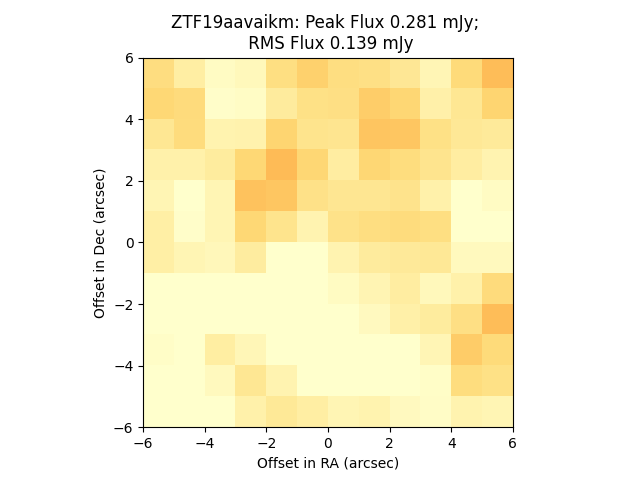 ZTF19aavaikm: Peak Flux 0.281 mJy;
RMS Flux 0.139 mJy
6
4
2
0
−2
−4
−6
Offset in Dec (arcsec)
−6 −4 −2 0 2 4 6
Offset in RA (arcsec)